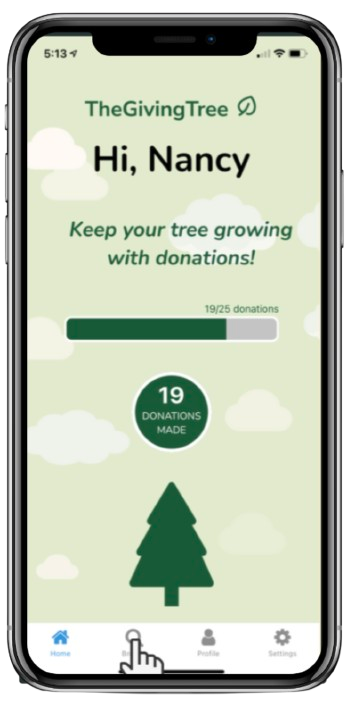 5:13
TheGivingTree
Hi, Nancy
Keep your tree growing
with donations!
19/25 donations
19
DONATIONS
MADE
Home
Profile
Settings